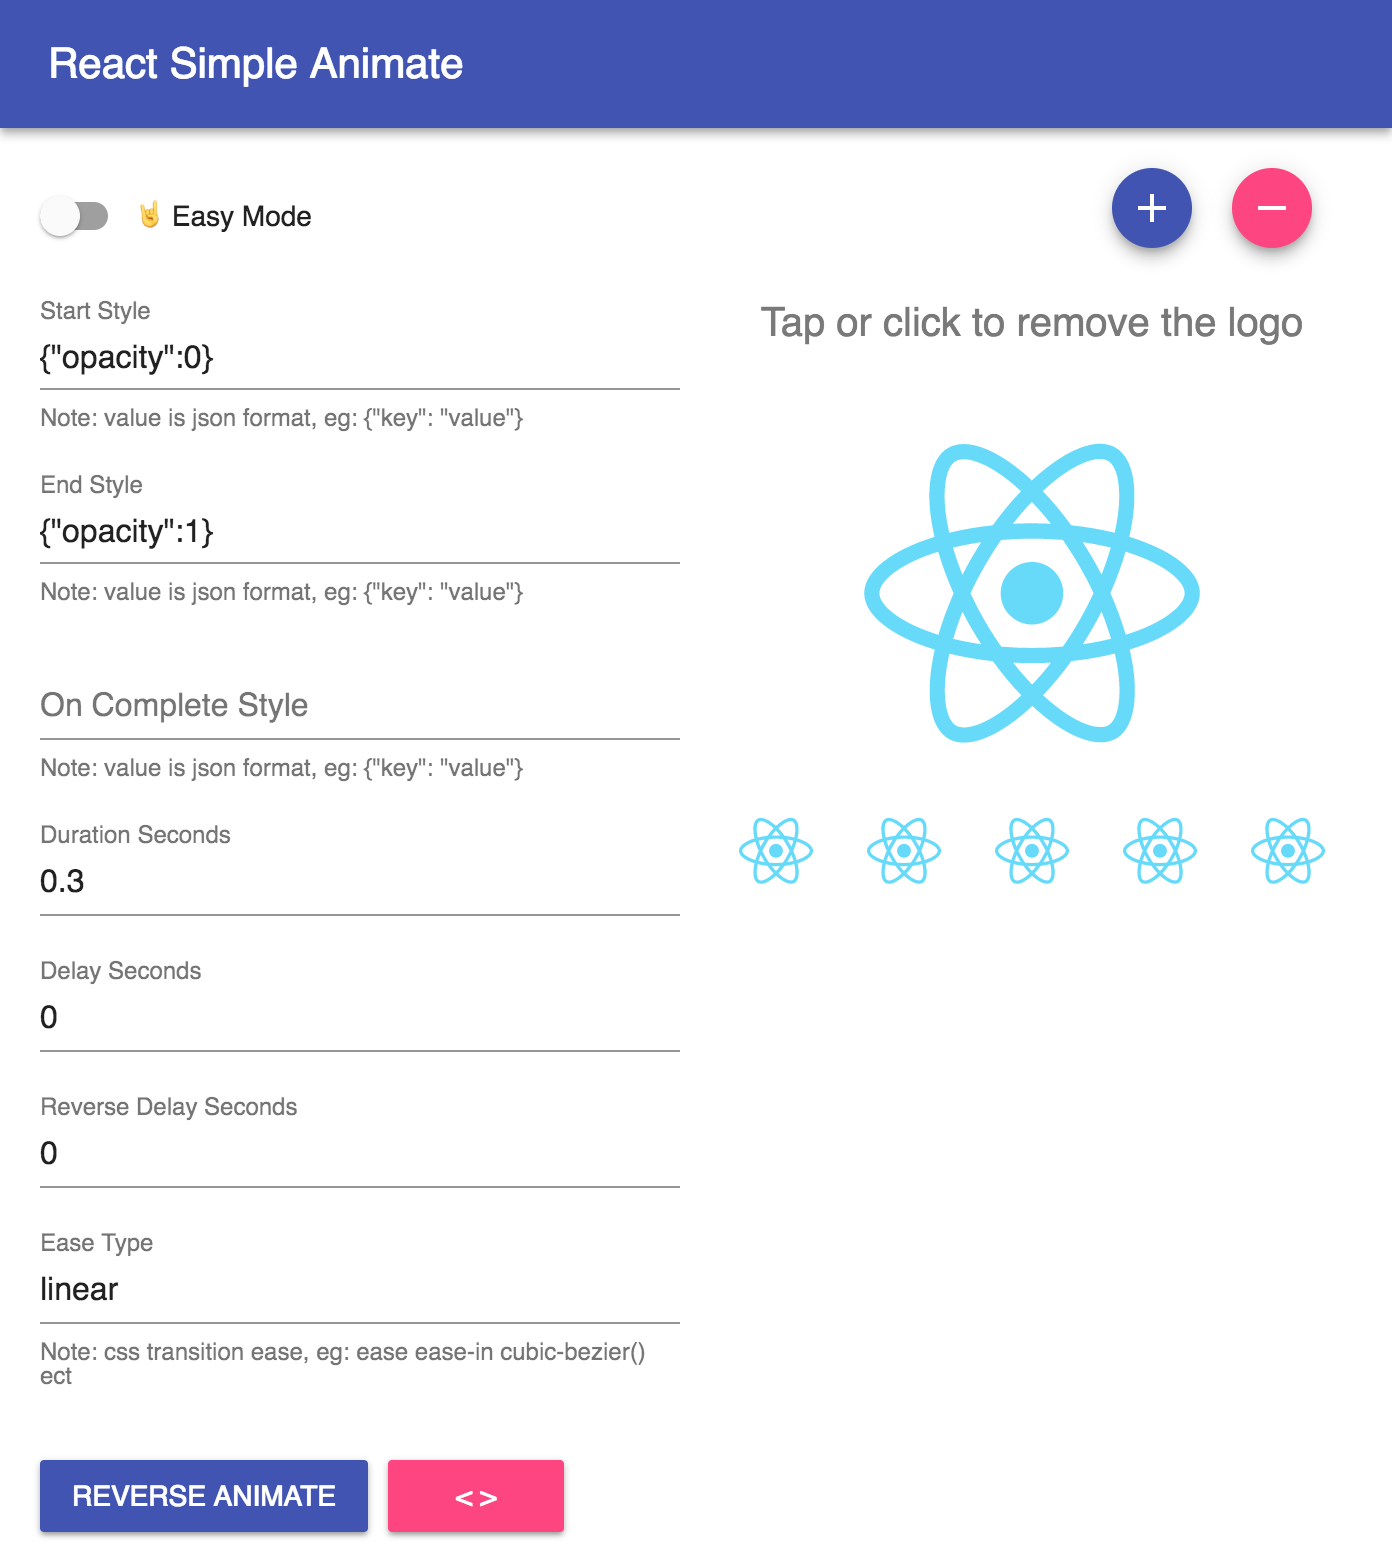 React Simple Animate
🤘 Easy Mode
Start Style
{"opacity":0}
Note: value is json format, eg: {"key": "value"}
End Style
{"opacity":1}
Note: value is json format, eg: {"key": "value"}
On Complete Style
Note: value is json format, eg: {"key": "value"}
Duration Seconds
0.3
Delay Seconds
0
Reverse Delay Seconds
0
Ease Type
linear
Note: css transition ease, eg: ease ease-in cubic-bezier()
ect
REVERSE ANIMATE
< >
Tap or click to remove the logo